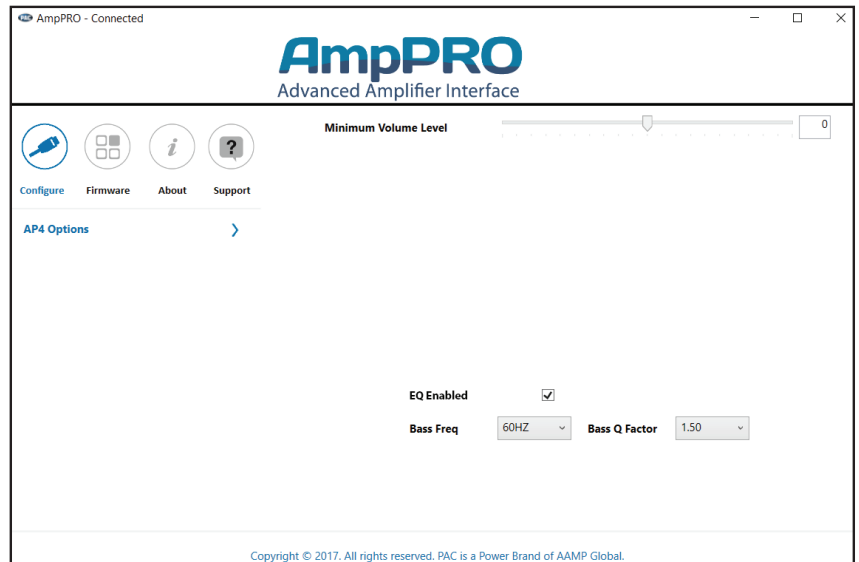 PAC AmpPRO - Connected
AmpPRO
Advanced Amplifier Interface
Configure Firmware About Support
AP4 Options
Minimum Volume Level 0
EQ Enabled
Bass Freq 60HZ Bass Q Factor 1.50
Copyright © 2017. All rights reserved. PAC is a Power Brand of AAMP Global.